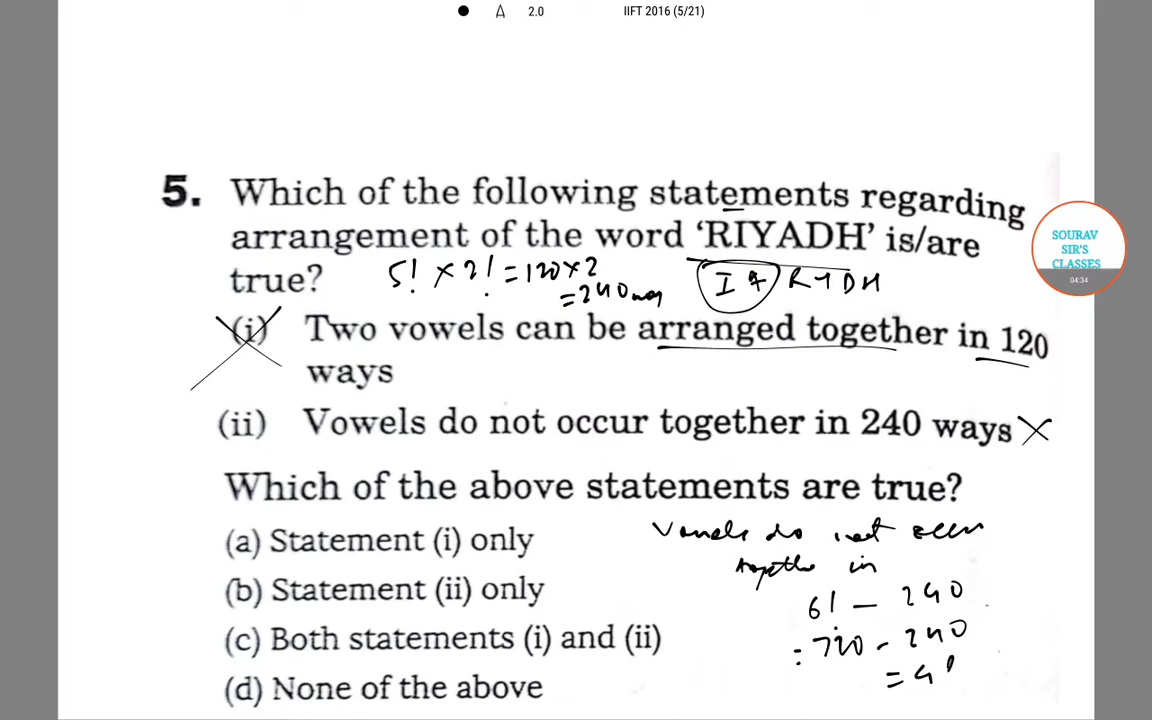 2.0 IIFT 2016 (5/21)
5. Which of the following statements regarding
arrangement of the word ‘RIYADH’ is/are
true? 5! × 2! = 120×2
= 240 way
I A R Y D H
SOURAV
SIR'S
CLASSES
04:34
(i) Two vowels can be arranged together in 120
ways
(ii) Vowels do not occur together in 240 ways
Which of the above statements are true?
(a) Statement (i) only
(b) Statement (ii) only
(c) Both statements (i) and (ii)
(d) None of the above
Vowels do not occur
together in
6! – 240
= 720 - 240
= 4